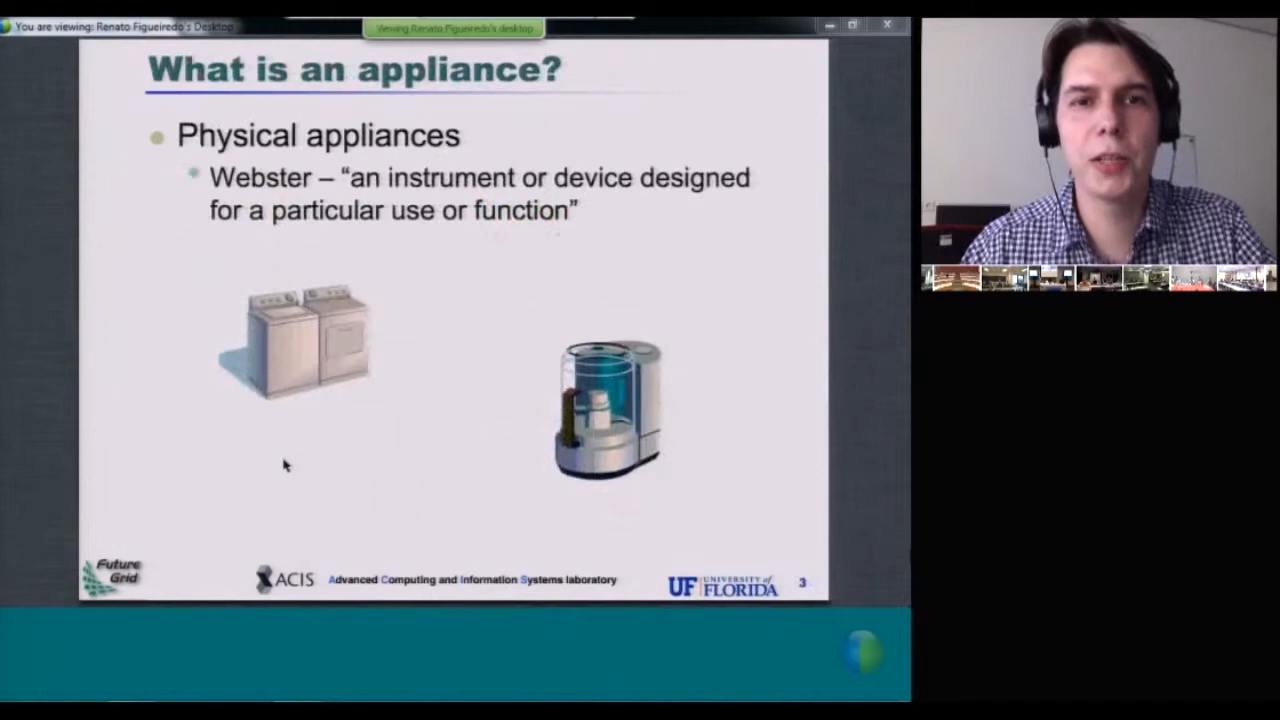 You are viewing: Renato Figueiredo's Desktop
Viewing Renato Figueiredo's desktop
What is an appliance?
Physical appliances
Webster – “an instrument or device designed
for a particular use or function”
Future
Grid
ACIS
Advanced Computing and Information Systems laboratory
UF
UNIVERSITY of
FLORIDA
3